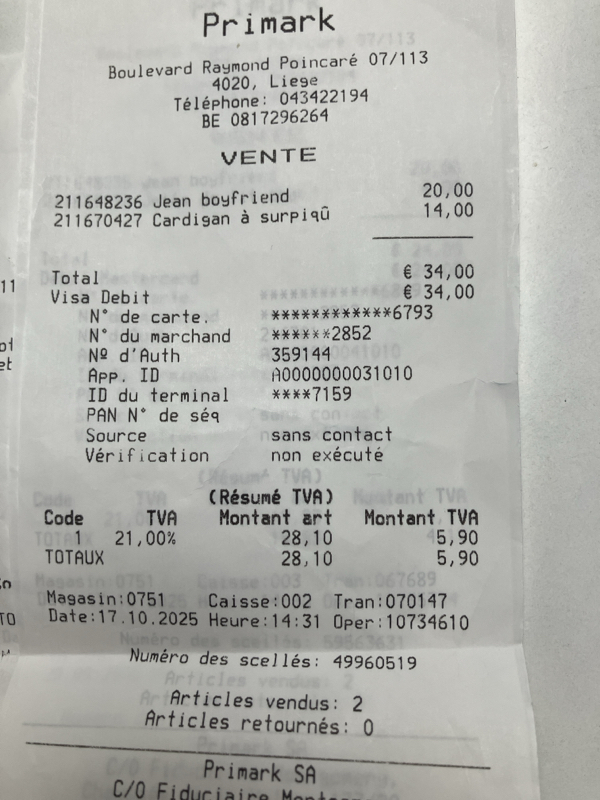 Primark
Boulevard Raymond Poincaré 07/113
4020, Liege
Téléphone: 043422194
BE 0817296264
VENTE
211648236 Jean boyfriend 20,00
211670427 Cardigan à surpiqû 14,00
Total € 34,00
Visa Debit € 34,00
N° de carte. ************6793
N° du marchand ******2852
Nº d'Auth 359144
App. ID A0000000031010
ID du terminal ****7159
PAN N° de séq
Source sans contact
Vérification non exécuté
(Résumé TVA)
Code TVA Montant art Montant TVA
1 21,00% 28,10 5,90
TOTAUX 28,10 5,90
Magasin:0751 Caisse:002 Tran:070147
Date:17.10.2025 Heure:14:31 Oper:10734610
Numéro des scellés: 49960519
Articles vendus: 2
Articles retournés: 0
Primark SA
C/O Fiduciaire